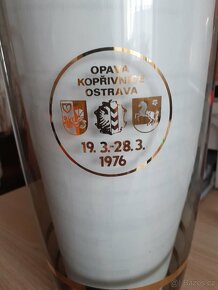 OPAVA
KOPŘIVNICE
OSTRAVA
19. 3.-28. 3.
1976